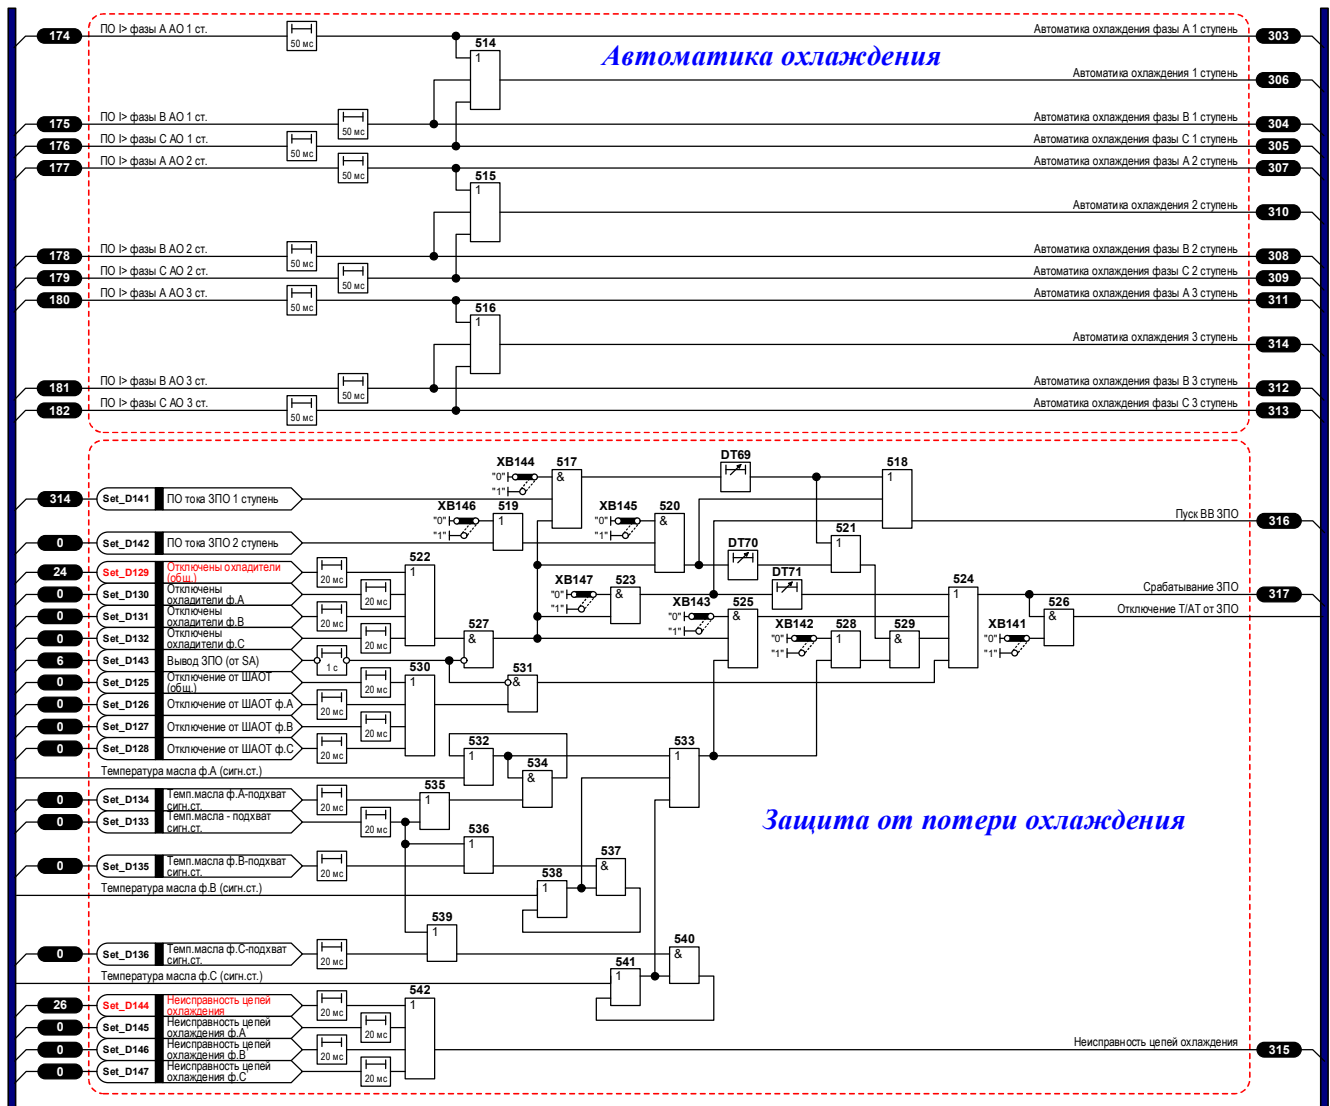 174 ПО I> фазы А АО 1 ст. 50 мс Автоматика охлаждения фазы А 1 ступень 303
514
1
Автоматика охлаждения
Автоматика охлаждения 1 ступень 306
175 ПО I> фазы В АО 1 ст. 50 мс Автоматика охлаждения фазы В 1 ступень 304
176 ПО I> фазы С АО 1 ст. 50 мс Автоматика охлаждения фазы С 1 ступень 305
177 ПО I> фазы А АО 2 ст. 50 мс Автоматика охлаждения фазы А 2 ступень 307
515
1
Автоматика охлаждения 2 ступень 310
178 ПО I> фазы В АО 2 ст. 50 мс Автоматика охлаждения фазы В 2 ступень 308
179 ПО I> фазы С АО 2 ст. 50 мс Автоматика охлаждения фазы С 2 ступень 309
180 ПО I> фазы А АО 3 ст. 50 мс Автоматика охлаждения фазы А 3 ступень 311
516
1
Автоматика охлаждения 3 ступень 314
181 ПО I> фазы В АО 3 ст. 50 мс Автоматика охлаждения фазы В 3 ступень 312
182 ПО I> фазы С АО 3 ст. 50 мс Автоматика охлаждения фазы С 3 ступень 313
XB144 "0" "1" 517 & DT69 518 1
314 Set_D141 ПО тока ЗПО 1 ступень
XB146 "0" "1" 519 1 XB145 "0" "1" 520 &
Пуск ВВ ЗПО 316
0 Set_D142 ПО тока ЗПО 2 ступень
521 1
DT70
24 Set_D129 Отключены охладители (общ.) 20 мс
522 1
0 Set_D130 Отключены охладители ф.А 20 мс
XB147 "0" "1" 523 & DT71 524 1
Срабатывание ЗПО 317
0 Set_D131 Отключены охладители ф.В 20 мс
XB143 "0" "1" 525 &
526 &
Отключение Т/АТ от ЗПО
0 Set_D132 Отключены охладители ф.С 20 мс
527 &
XB142 "0" "1" 528 1 529 & XB141 "0" "1"
6 Set_D143 Вывод ЗПО (от SA) 1 с
0 Set_D125 Отключение от ШАОТ (общ.) 20 мс
530 1
531 &
0 Set_D126 Отключение от ШАОТ ф.А 20 мс
0 Set_D127 Отключение от ШАОТ ф.В 20 мс
0 Set_D128 Отключение от ШАОТ ф.С 20 мс
532 1 533 1
534 &
Температура масла ф.А (сигн.ст.)
0 Set_D134 Темп.масла ф.А-подхват сигн.ст. 20 мс
535 1
0 Set_D133 Темп.масла - подхват сигн.ст. 20 мс
Защита от потери охлаждения
536 1
537 &
0 Set_D135 Темп.масла ф.В-подхват сигн.ст. 20 мс
538 1
Температура масла ф.В (сигн.ст.)
539 1
540 &
0 Set_D136 Темп.масла ф.С-подхват сигн.ст. 20 мс
541 1
Температура масла ф.С (сигн.ст.)
542 1
26 Set_D144 Неисправность цепей охлаждения 20 мс
0 Set_D145 Неисправность цепей охлаждения ф.А 20 мс
0 Set_D146 Неисправность цепей охлаждения ф.В 20 мс
Неисправность цепей охлаждения 315
0 Set_D147 Неисправность цепей охлаждения ф.С 20 мс